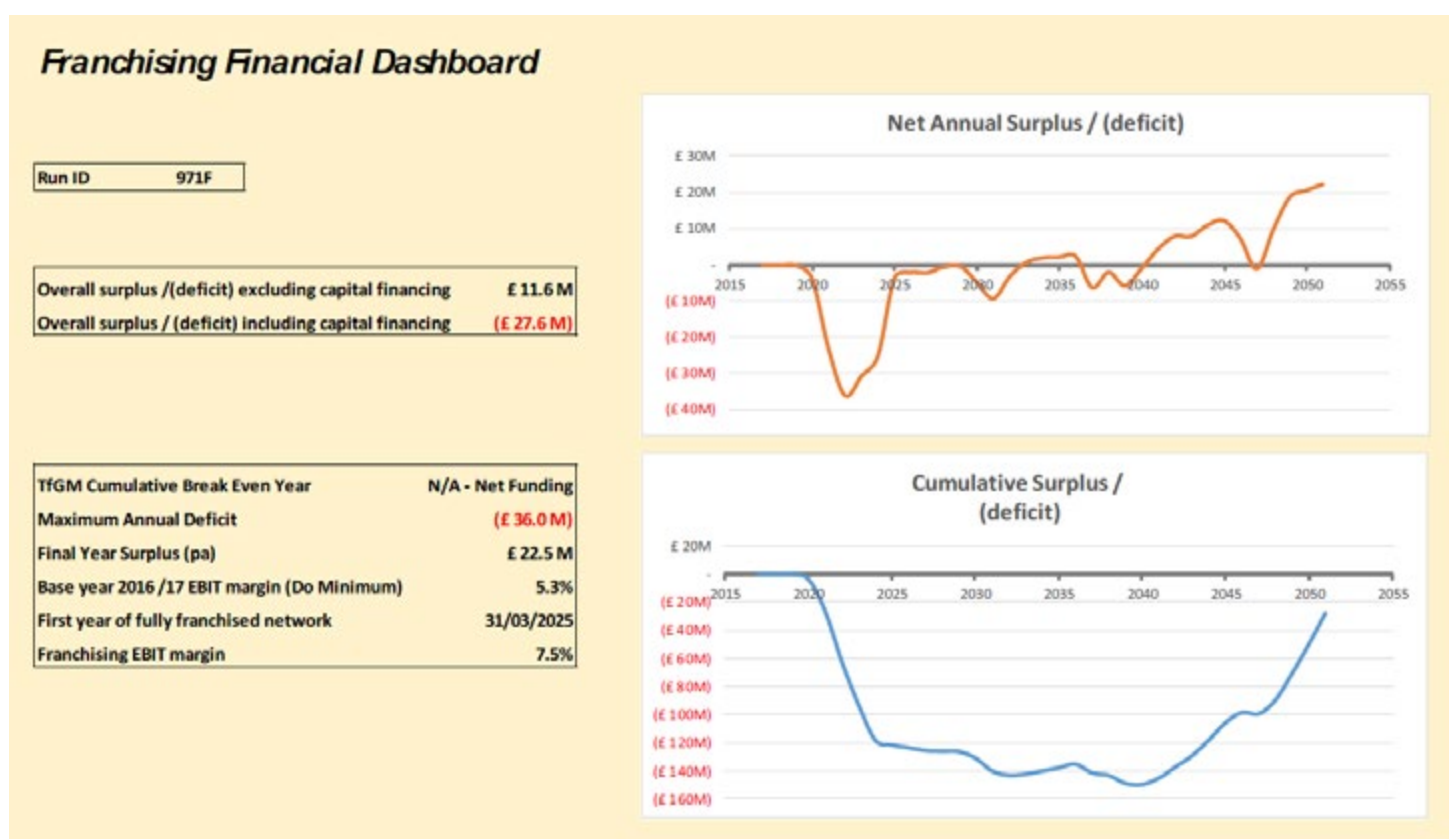 Franchising Financial Dashboard
Run ID 971F
Overall surplus /(deficit) excluding capital financing £ 11.6 M
Overall surplus / (deficit) including capital financing (£ 27.6 M)
TfGM Cumulative Break Even Year N/A - Net Funding
Maximum Annual Deficit (£ 36.0 M)
Final Year Surplus (pa) £ 22.5 M
Base year 2016 /17 EBIT margin (Do Minimum) 5.3%
First year of fully franchised network 31/03/2025
Franchising EBIT margin 7.5%
Net Annual Surplus / (deficit)
£ 30M
£ 20M
£ 10M
-
2015 2020 2025 2030 2035 2040 2045 2050 2055
(£ 10M)
(£ 20M)
(£ 30M)
(£ 40M)
Cumulative Surplus /
(deficit)
£ 20M
-
2015 2020 2025 2030 2035 2040 2045 2050 2055
(£ 20M)
(£ 40M)
(£ 60M)
(£ 80M)
(£ 100M)
(£ 120M)
(£ 140M)
(£ 160M)